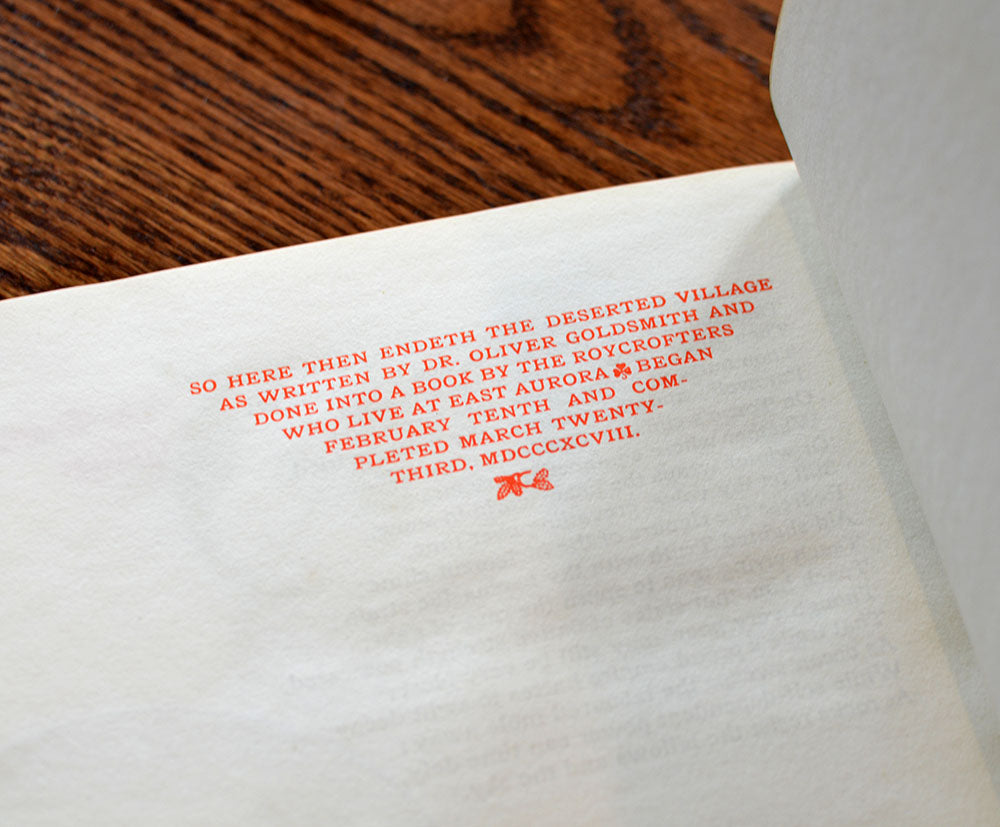 SO HERE THEN ENDETH THE DESERTED VILLAGE
AS WRITTEN BY DR. OLIVER GOLDSMITH AND
DONE INTO A BOOK BY THE ROYCROFTERS
WHO LIVE AT EAST AURORA ☘ BEGAN
FEBRUARY TENTH AND COM-
PLETED MARCH TWENTY-
THIRD, MDCCCXCVIII.